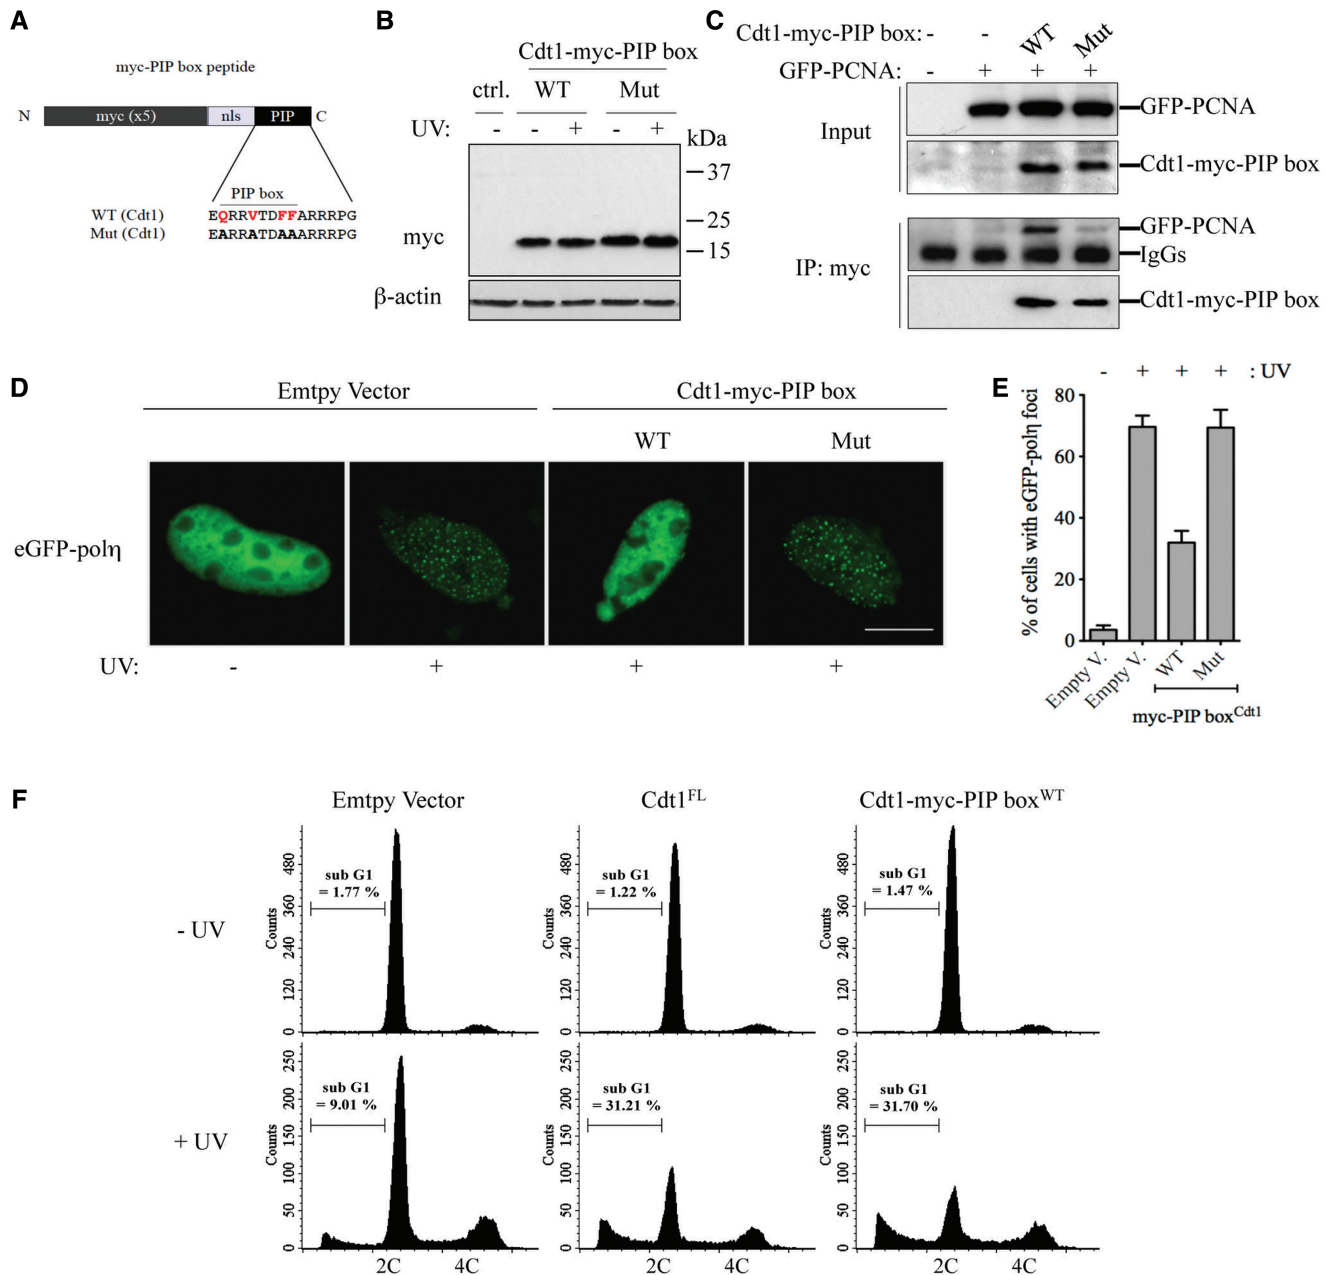 A
myc-PIP box peptide
N myc (x5) nls PIP C
PIP box
WT (Cdt1) EQRRVTDFFARRRPG
Mut (Cdt1) EARRATDAAARRRPG
B
Cdt1-myc-PIP box
ctrl. WT Mut
UV: - - + - +
kDa
37
25
15
myc
β-actin
C
Cdt1-myc-PIP box: - - WT Mut
GFP-PCNA: - + + +
Input
GFP-PCNA
Cdt1-myc-PIP box
IP: myc
GFP-PCNA
IgGs
Cdt1-myc-PIP box
D
Emtpy Vector Cdt1-myc-PIP box
WT Mut
eGFP-polη
UV: - + + +
E
- + + + : UV
% of cells with eGFP-polη foci
80
60
40
20
0
Empty V. Empty V. WT Mut
myc-PIP boxCdt1
F
Emtpy Vector Cdt1FL Cdt1-myc-PIP boxWT
- UV
Counts
480
360
240
120
0
sub G1
= 1.77 %
Counts
480
360
240
120
0
sub G1
= 1.22 %
Counts
480
360
240
120
0
sub G1
= 1.47 %
+ UV
Counts
250
200
150
100
50
0
sub G1
= 9.01 %
Counts
250
200
150
100
50
0
sub G1
= 31.21 %
Counts
250
200
150
100
50
0
sub G1
= 31.70 %
2C 4C 2C 4C 2C 4C